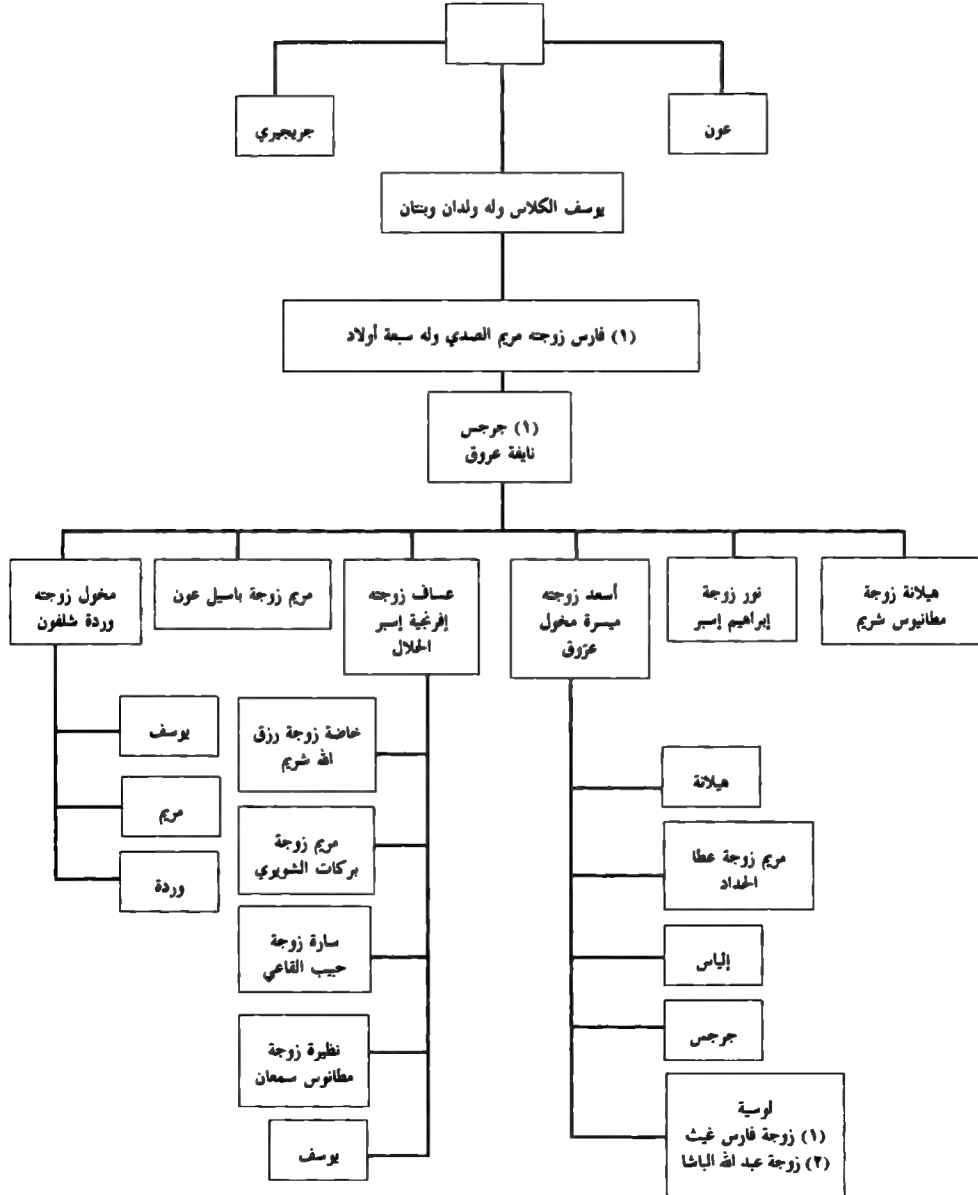 عون
جريجيري
يوسف الكلاس وله ولدان وبنتان
(١) فارس زوجته مريم الصدي وله سبعة أولاد
(١) جرجس
نايفة عروق
هيلانة زوجة
مطانيوس شريم
نور زوجة
إبراهيم إسبر
أسعد زوجته
ميسرة مخول
عزوق
عساف زوجته
إفرنجية إسبر
الحلال
مريم زوجة باسيل عون
مخول زوجته
وردة شلفون
هيلانة
مريم زوجة عطا
الحداد
إلياس
جرجس
لوسية
(١) زوجة فارس غيث
(٢) زوجة عبد الله الباشا
خاضة زوجة رزق
الله شريم
مريم زوجة
بركات الشويري
سارة زوجة
حبيب القاعي
نظيرة زوجة
مطانوس سمعان
يوسف
يوسف
مريم
وردة